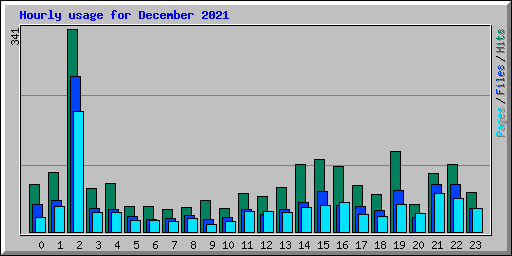 Hourly usage for December 2021
341
Pages/Files/Hits
0 1 2 3 4 5 6 7 8 9 10 11 12 13 14 15 16 17 18 19 20 21 22 23